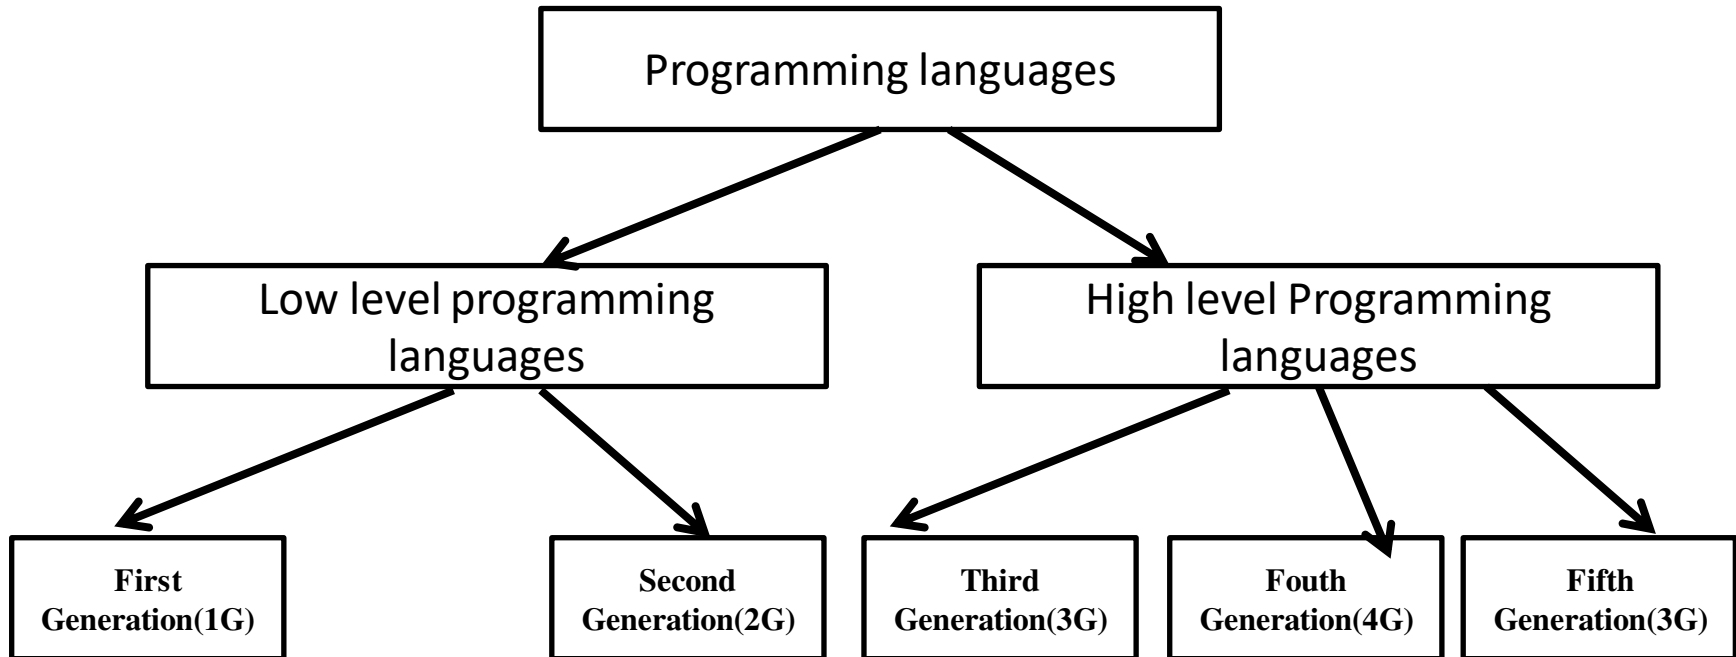 Programming languages
Low level programming
languages
High level Programming
languages
First
Generation(1G)
Second
Generation(2G)
Third
Generation(3G)
Fouth
Generation(4G)
Fifth
Generation(3G)